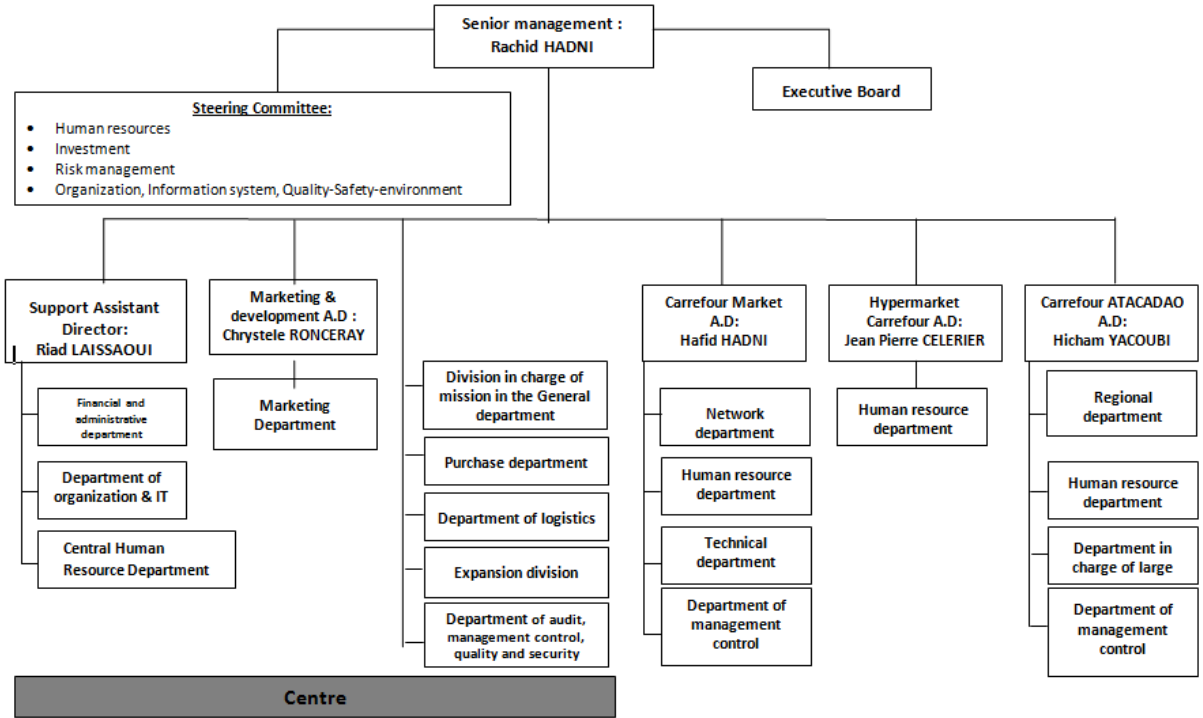 Senior management :
Rachid HADNI
Executive Board
Steering Committee:
• Human resources
• Investment
• Risk management
• Organization, Information system, Quality-Safety-environment
Support Assistant
Director:
Riad LAISSAOUI
Financial and
administrative
department
Department of
organization & IT
Central Human
Resource Department
Marketing &
development A.D :
Chrystele RONCERAY
Marketing
Department
Division in charge of
mission in the General
department
Purchase department
Department of logistics
Expansion division
Department of audit,
management control,
quality and security
Carrefour Market
A.D:
Hafid HADNI
Network
department
Human resource
department
Technical
department
Department of
management
control
Hypermarket
Carrefour A.D:
Jean Pierre CELERIER
Human resource
department
Carrefour ATACADAO
A.D:
Hicham YACOUBI
Regional
department
Human resource
department
Department in
charge of large
Department of
management
control
Centre